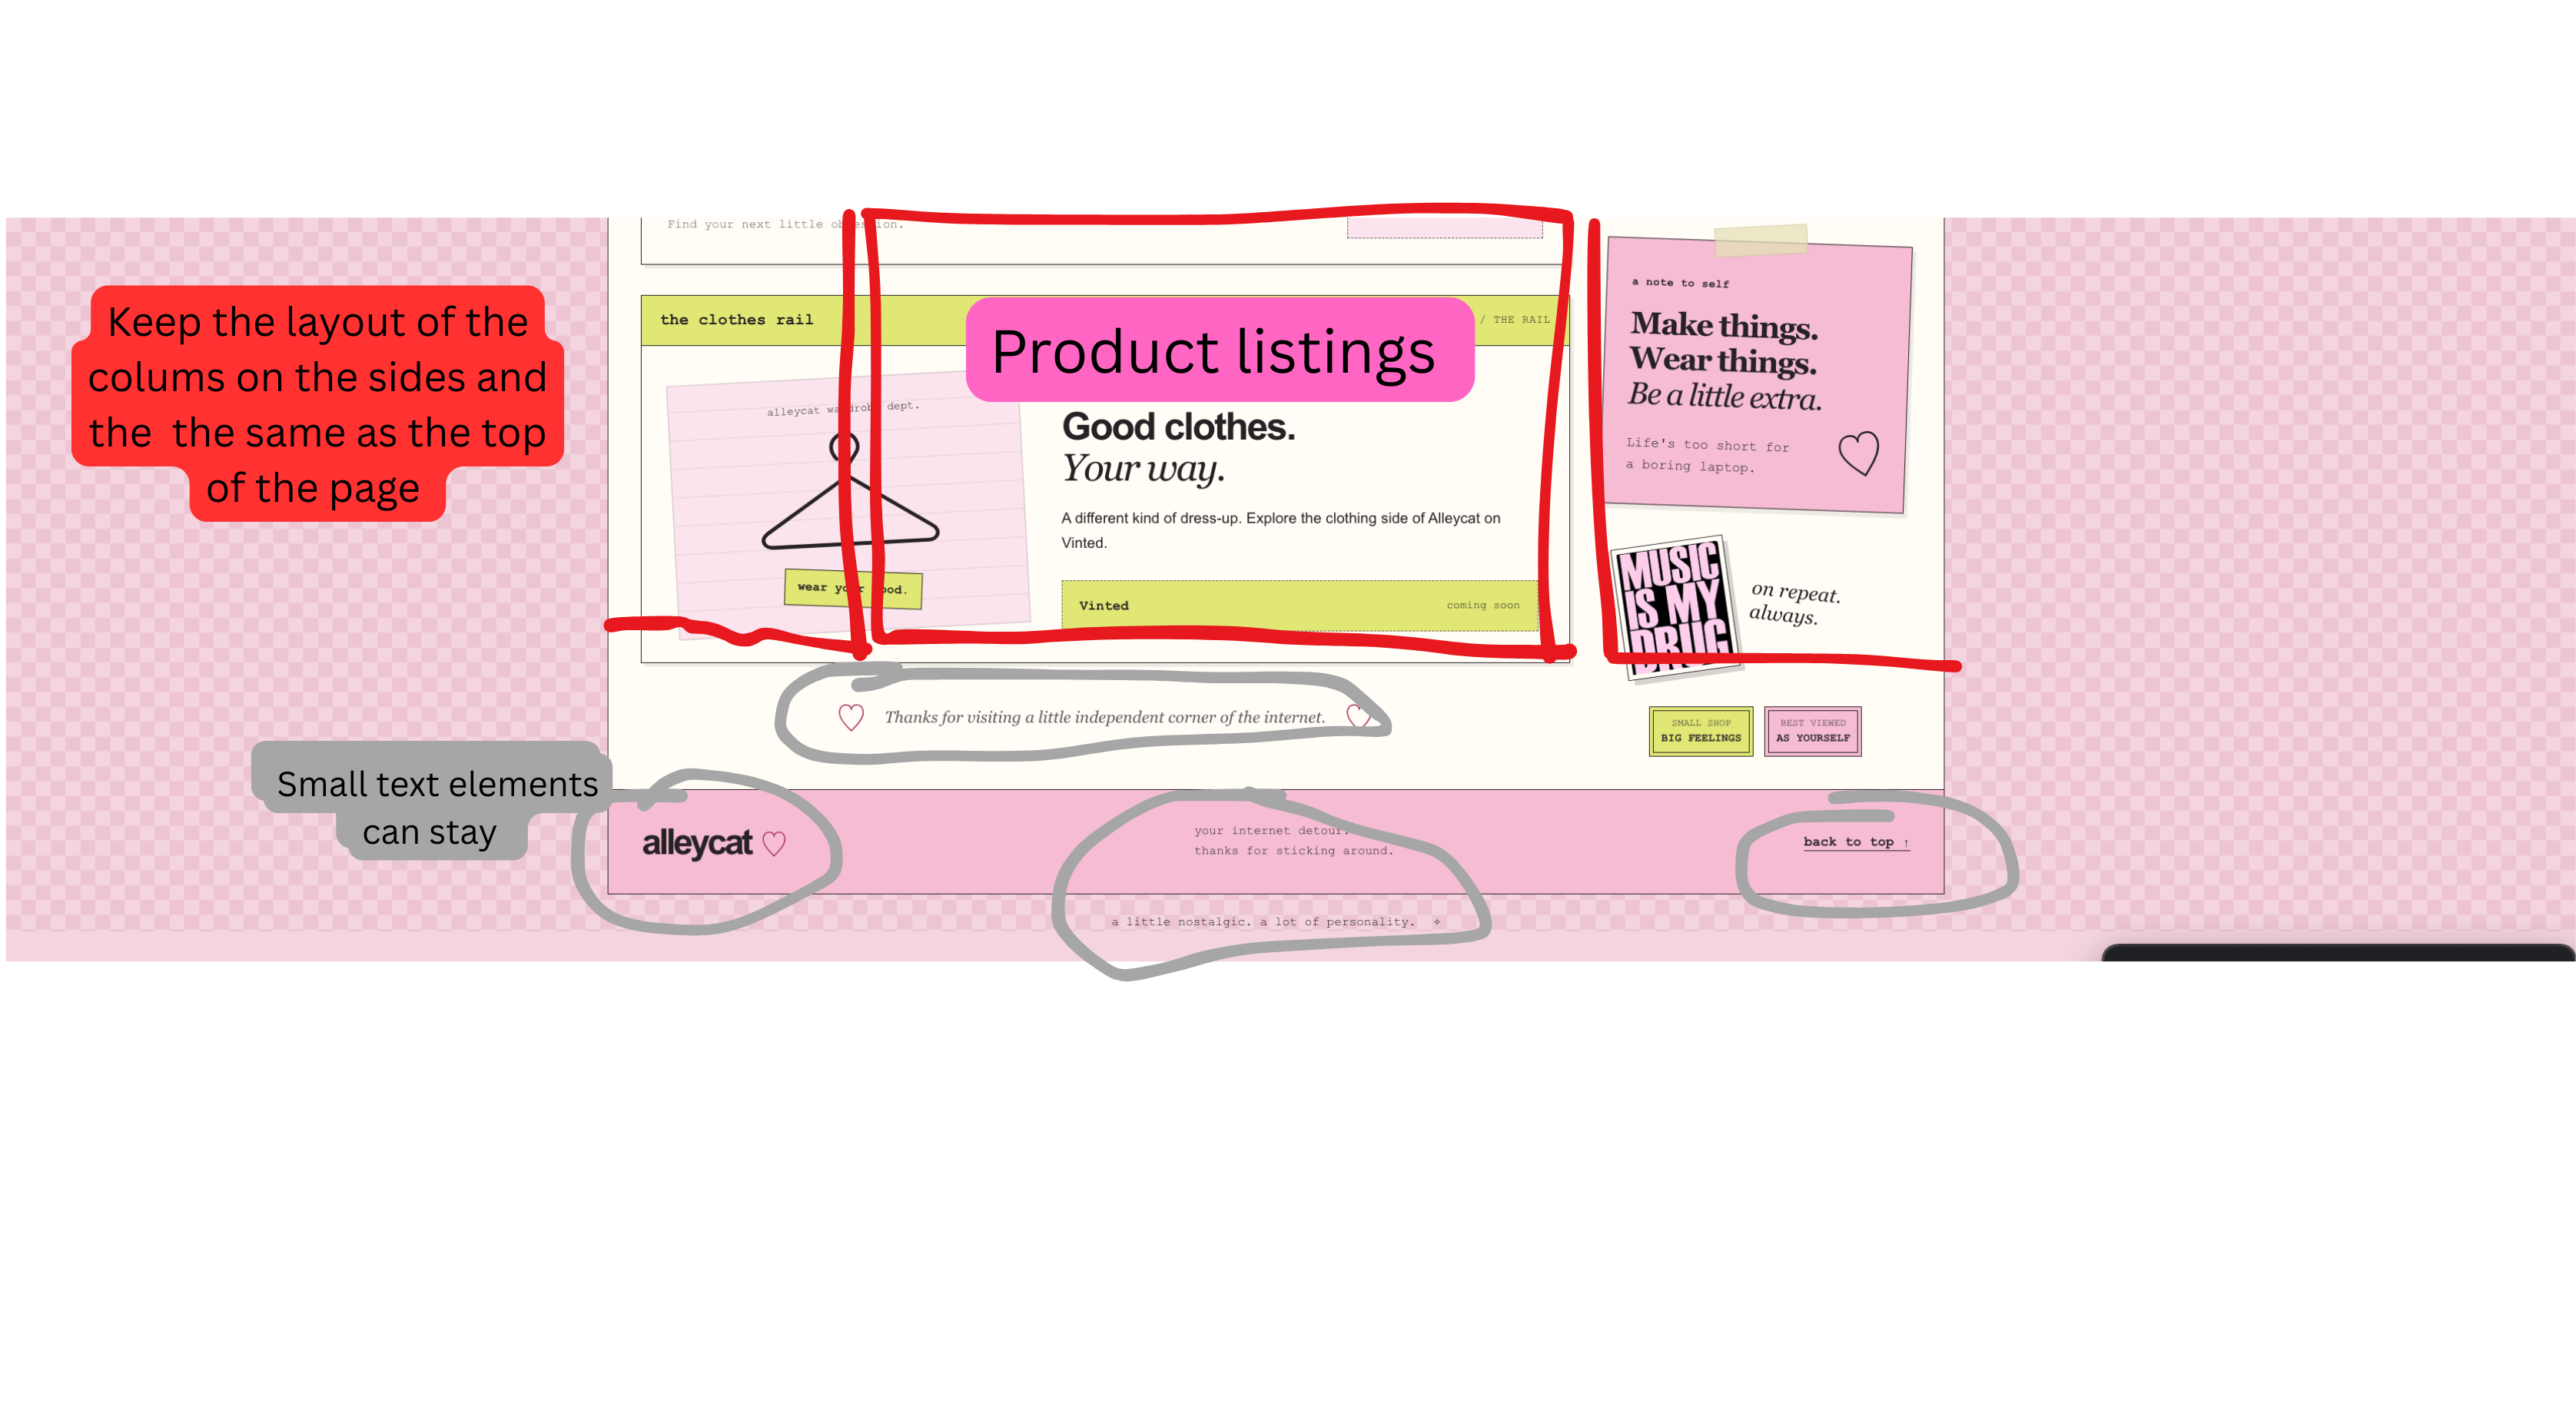 Find your next little obsession.
Keep the layout of the
colums on the sides and
the the same as the top
of the page
the clothes rail
Product listings
/ THE RAIL
alleycat wardrobe dept.
wear your mood.
Good clothes.
Your way.
A different kind of dress-up. Explore the clothing side of Alleycat on
Vinted.
Vinted
coming soon
a note to self
Make things.
Wear things.
Be a little extra.
Life's too short for
a boring laptop.
MUSIC
IS MY
DRUG
on repeat.
always.
Thanks for visiting a little independent corner of the internet.
SMALL SHOP
BIG FEELINGS
BEST VIEWED
AS YOURSELF
Small text elements
can stay
alleycat
your internet detour.
thanks for sticking around.
back to top ↑
a little nostalgic. a lot of personality.